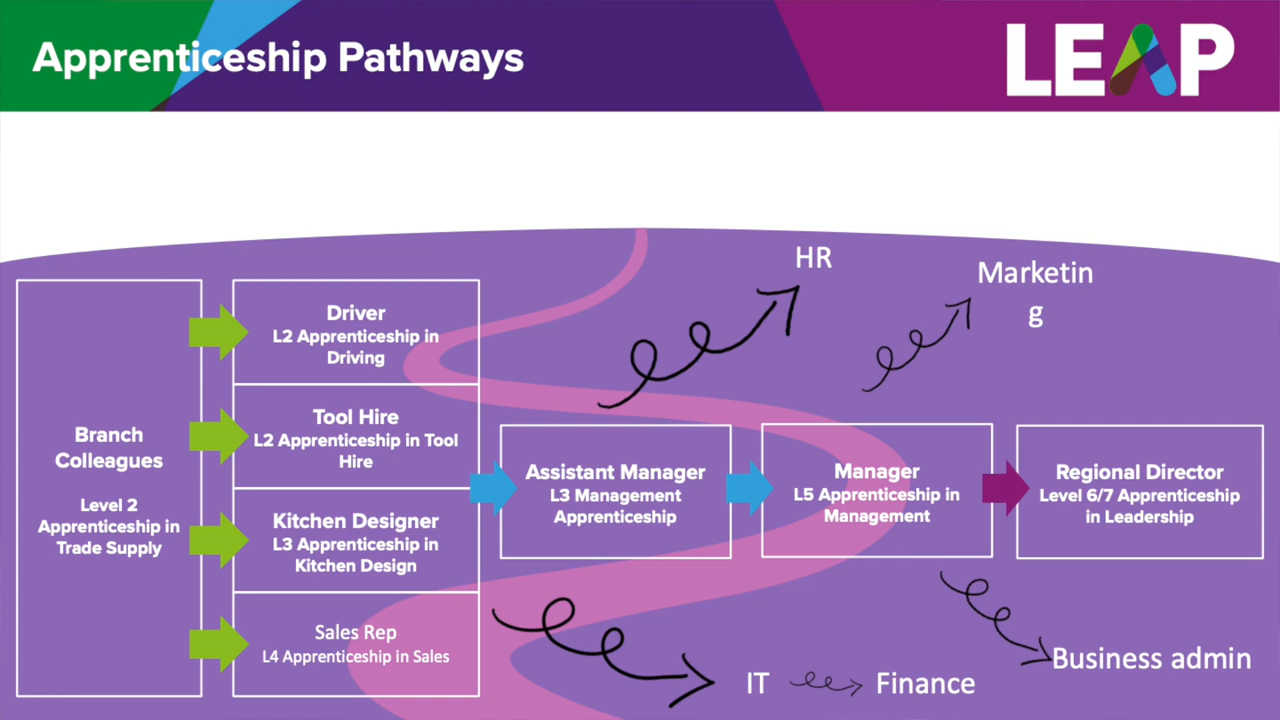 Apprenticeship Pathways
LEAP
HR
Marketin
g
Branch
Colleagues
Level 2
Apprenticeship in
Trade Supply
Driver
L2 Apprenticeship in
Driving
Tool Hire
L2 Apprenticeship in Tool
Hire
Kitchen Designer
L3 Apprenticeship in
Kitchen Design
Sales Rep
L4 Apprenticeship in Sales
Assistant Manager
L3 Management
Apprenticeship
Manager
L5 Apprenticeship in
Management
Regional Director
Level 6/7 Apprenticeship
in Leadership
IT
Finance
Business admin